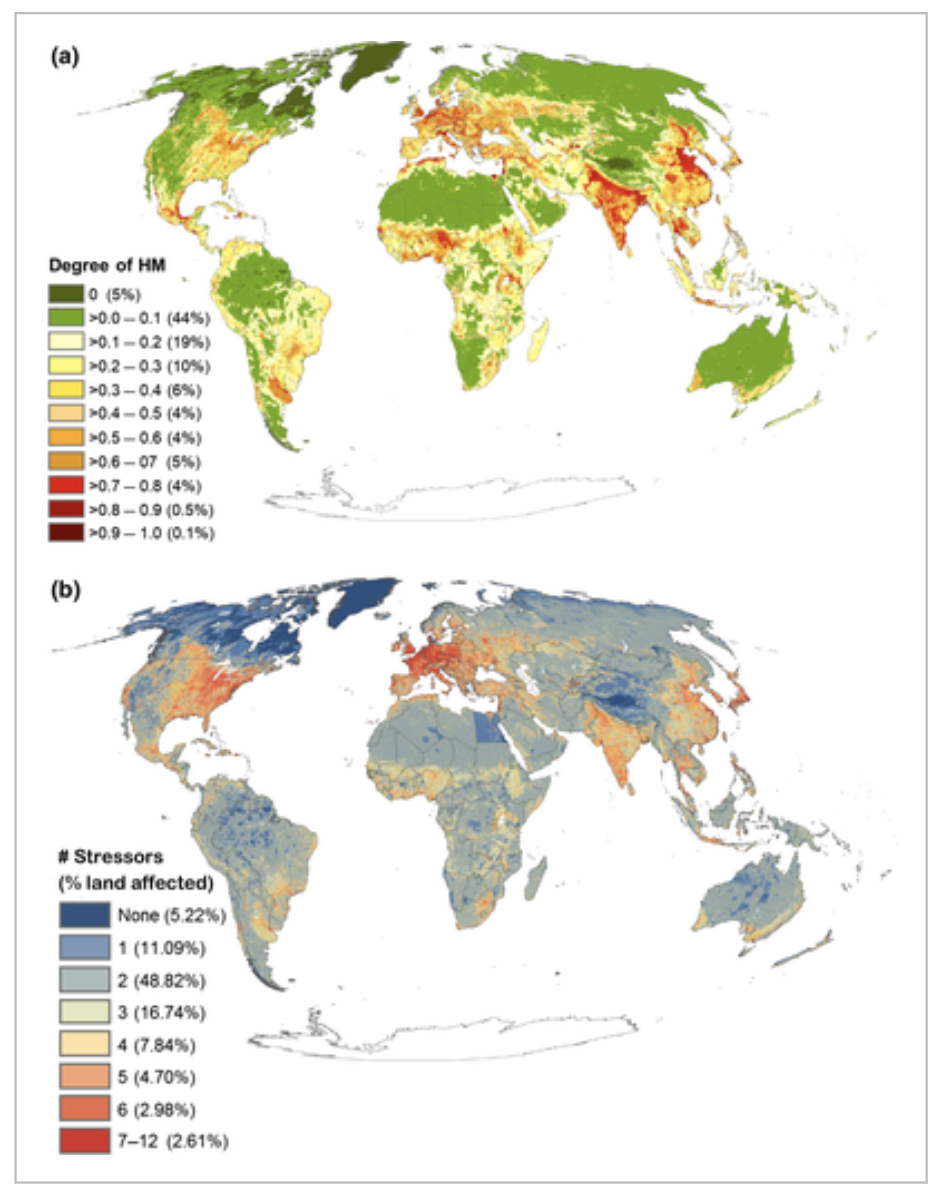 (a)
Degree of HM
0 (5%)
>0.0 – 0.1 (44%)
>0.1 – 0.2 (19%)
>0.2 – 0.3 (10%)
>0.3 – 0.4 (6%)
>0.4 – 0.5 (4%)
>0.5 – 0.6 (4%)
>0.6 – 07 (5%)
>0.7 – 0.8 (4%)
>0.8 – 0.9 (0.5%)
>0.9 – 1.0 (0.1%)
(b)
# Stressors
(% land affected)
None (5.22%)
1 (11.09%)
2 (48.82%)
3 (16.74%)
4 (7.84%)
5 (4.70%)
6 (2.98%)
7–12 (2.61%)